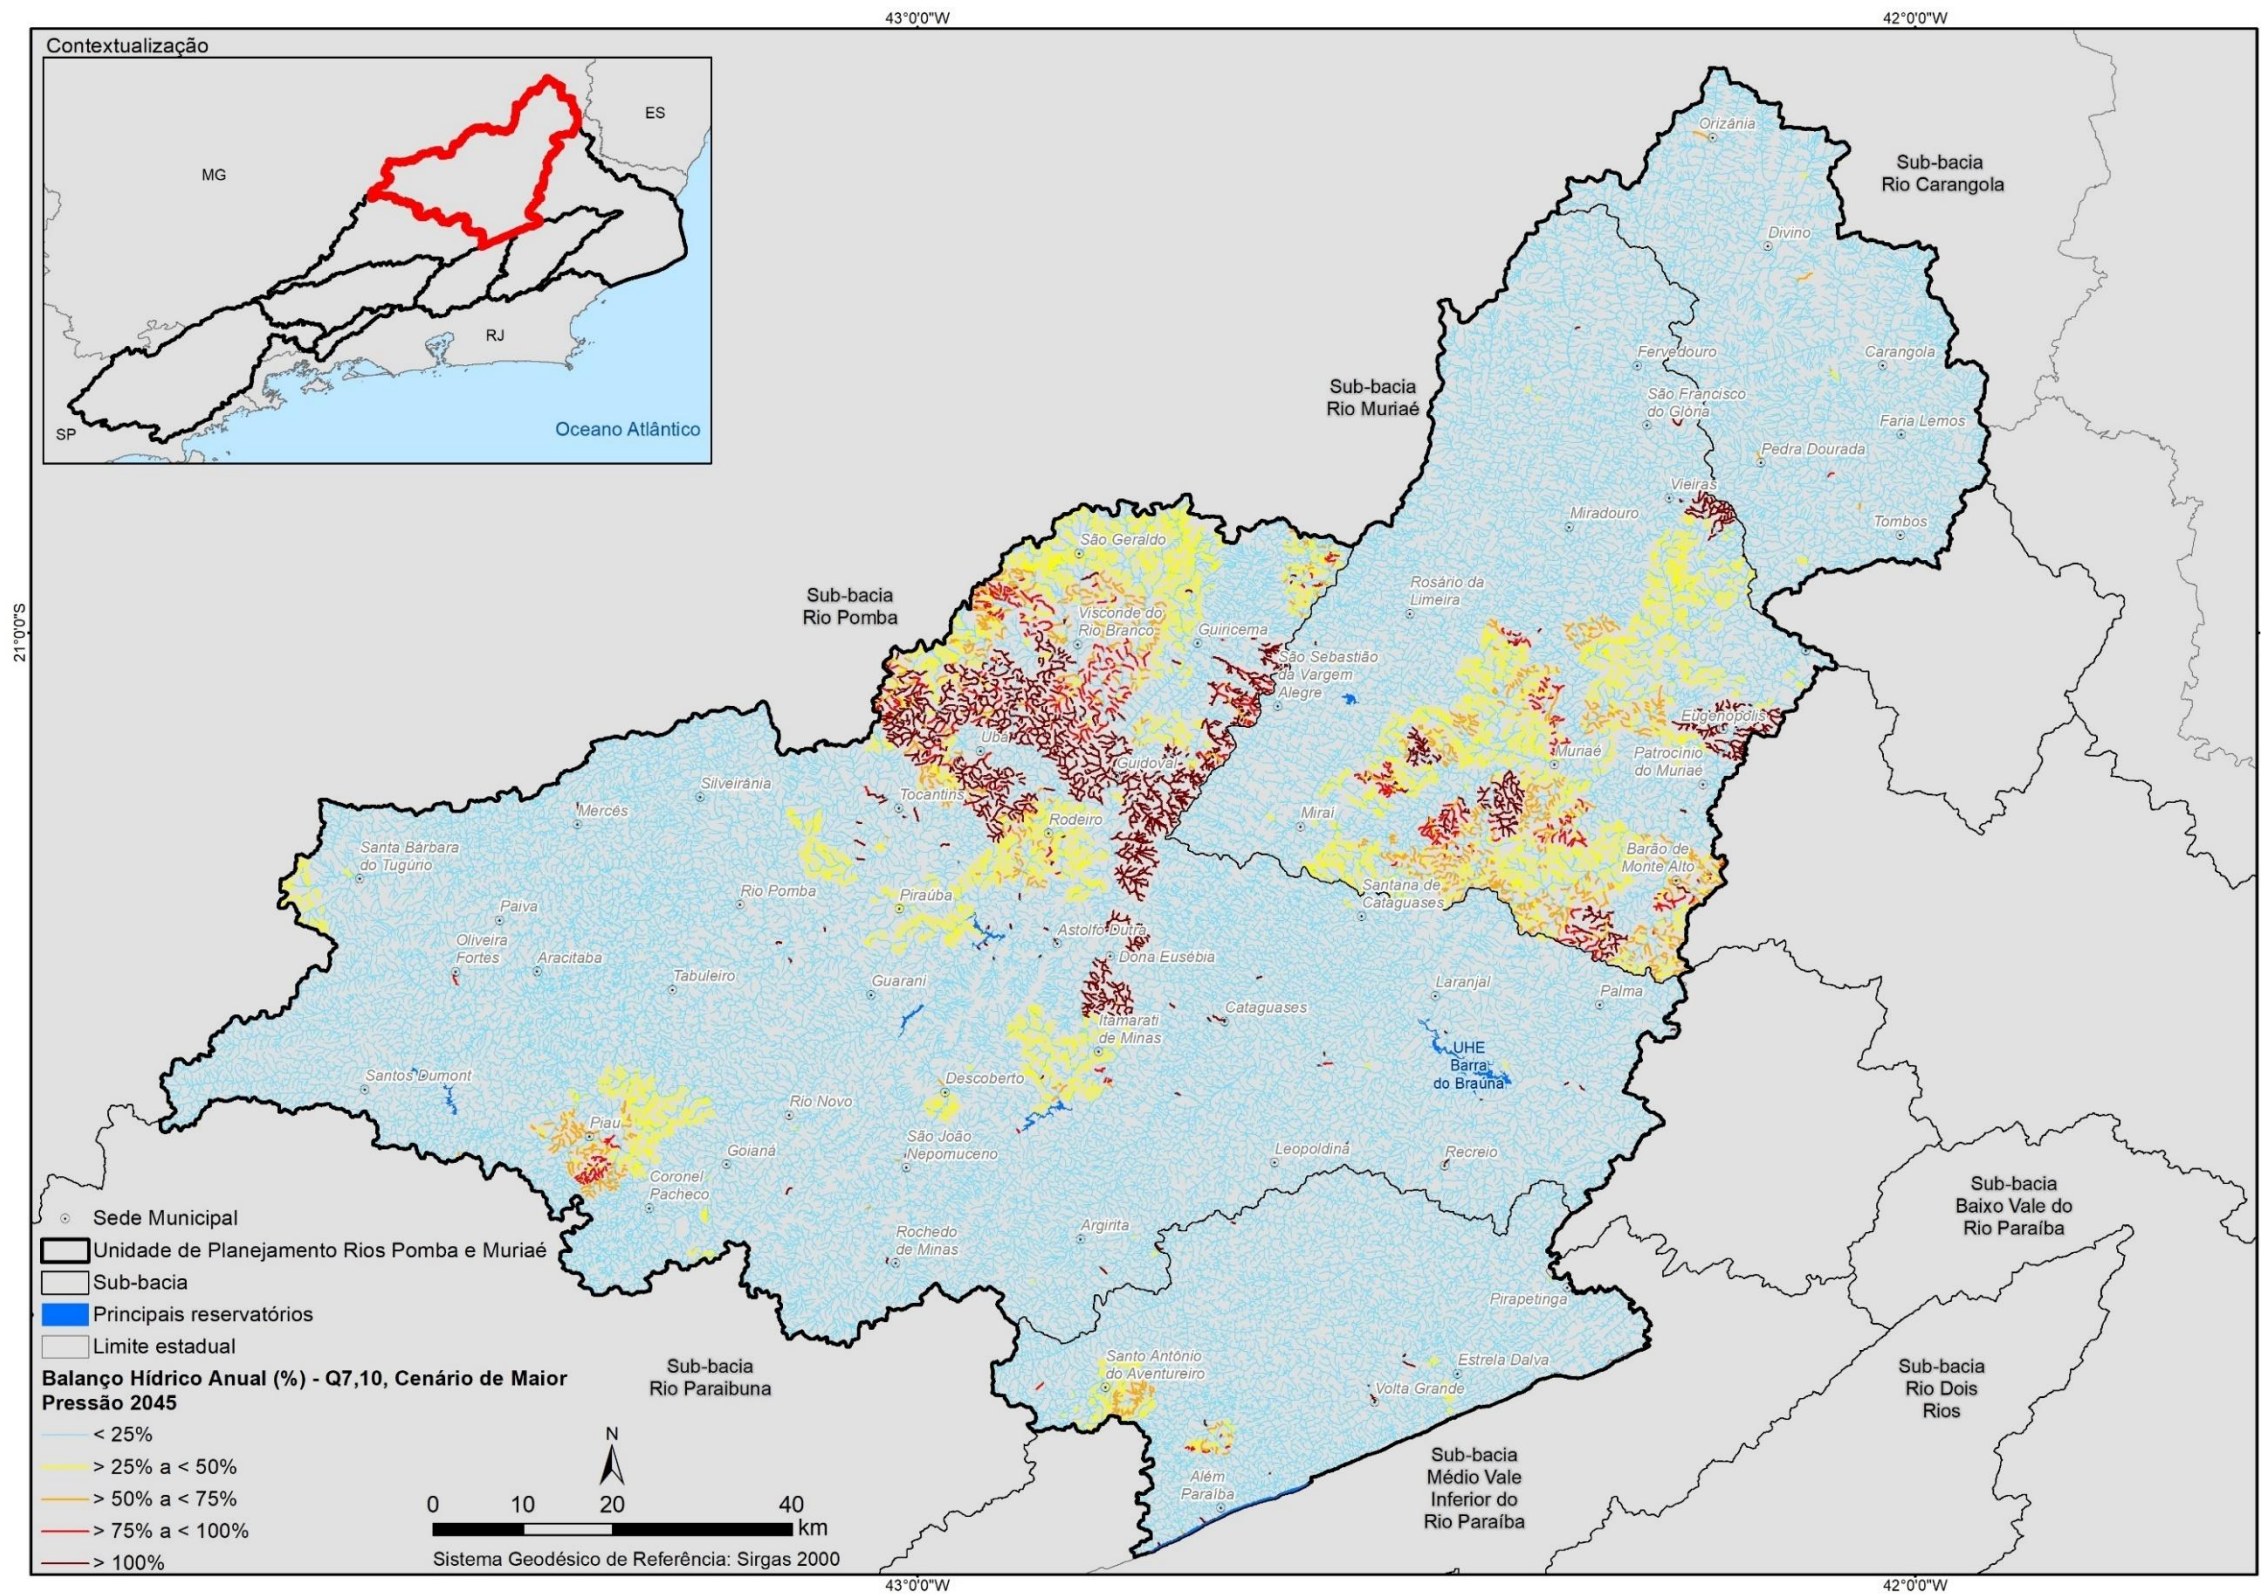 43°0'0"W
42°0'0"W
Contextualização
ES
MG
RJ
SP
Oceano Atlântico
21°0'0"S
Sub-bacia
Rio Carangola
Sub-bacia
Rio Muriaé
Sub-bacia
Rio Pomba
Orizânia
Divino
Fervedouro
Carangola
São Francisco
do Glória
Faria Lemos
Pedra Dourada
Vieiras
Miradouro
Tombos
São Geraldo
Rosário da
Limeira
Visconde do
Rio Branco
Guiricema
São Sebastião
da Vargem
Alegre
Eugenópolis
Ubá
Guidoval
Muriaé
Patrocínio
do Muriaé
Silveirânia
Tocantins
Mercês
Rodeiro
Miraí
Santa Bárbara
do Tugúrio
Barão de
Monte Alto
Rio Pomba
Piraúba
Santana de
Cataguases
Paiva
Astolfo Dutra
Oliveira
Fortes
Aracitaba
Dona Eusébia
Tabuleiro
Guarani
Laranjal
Palma
Cataguases
Itamarati
de Minas
UHE
Barra
do Braúna
Santos Dumont
Descoberto
Rio Novo
Piau
São João
Nepomuceno
Goianá
Leopoldina
Recreio
Coronel
Pacheco
Argirita
Rochedo
de Minas
Pirapetinga
Santo Antônio
do Aventureiro
Estrela Dalva
Volta Grande
Além
Paraíba
Sub-bacia
Baixo Vale do
Rio Paraíba
Sub-bacia
Rio Dois
Rios
Sub-bacia
Médio Vale
Inferior do
Rio Paraíba
Sub-bacia
Rio Paraibuna
Sede Municipal
Unidade de Planejamento Rios Pomba e Muriaé
Sub-bacia
Principais reservatórios
Limite estadual
Balanço Hídrico Anual (%) - Q7,10, Cenário de Maior
Pressão 2045
< 25%
> 25% a < 50%
> 50% a < 75%
> 75% a < 100%
> 100%
N
0 10 20 40
km
Sistema Geodésico de Referência: Sirgas 2000
43°0'0"W
42°0'0"W